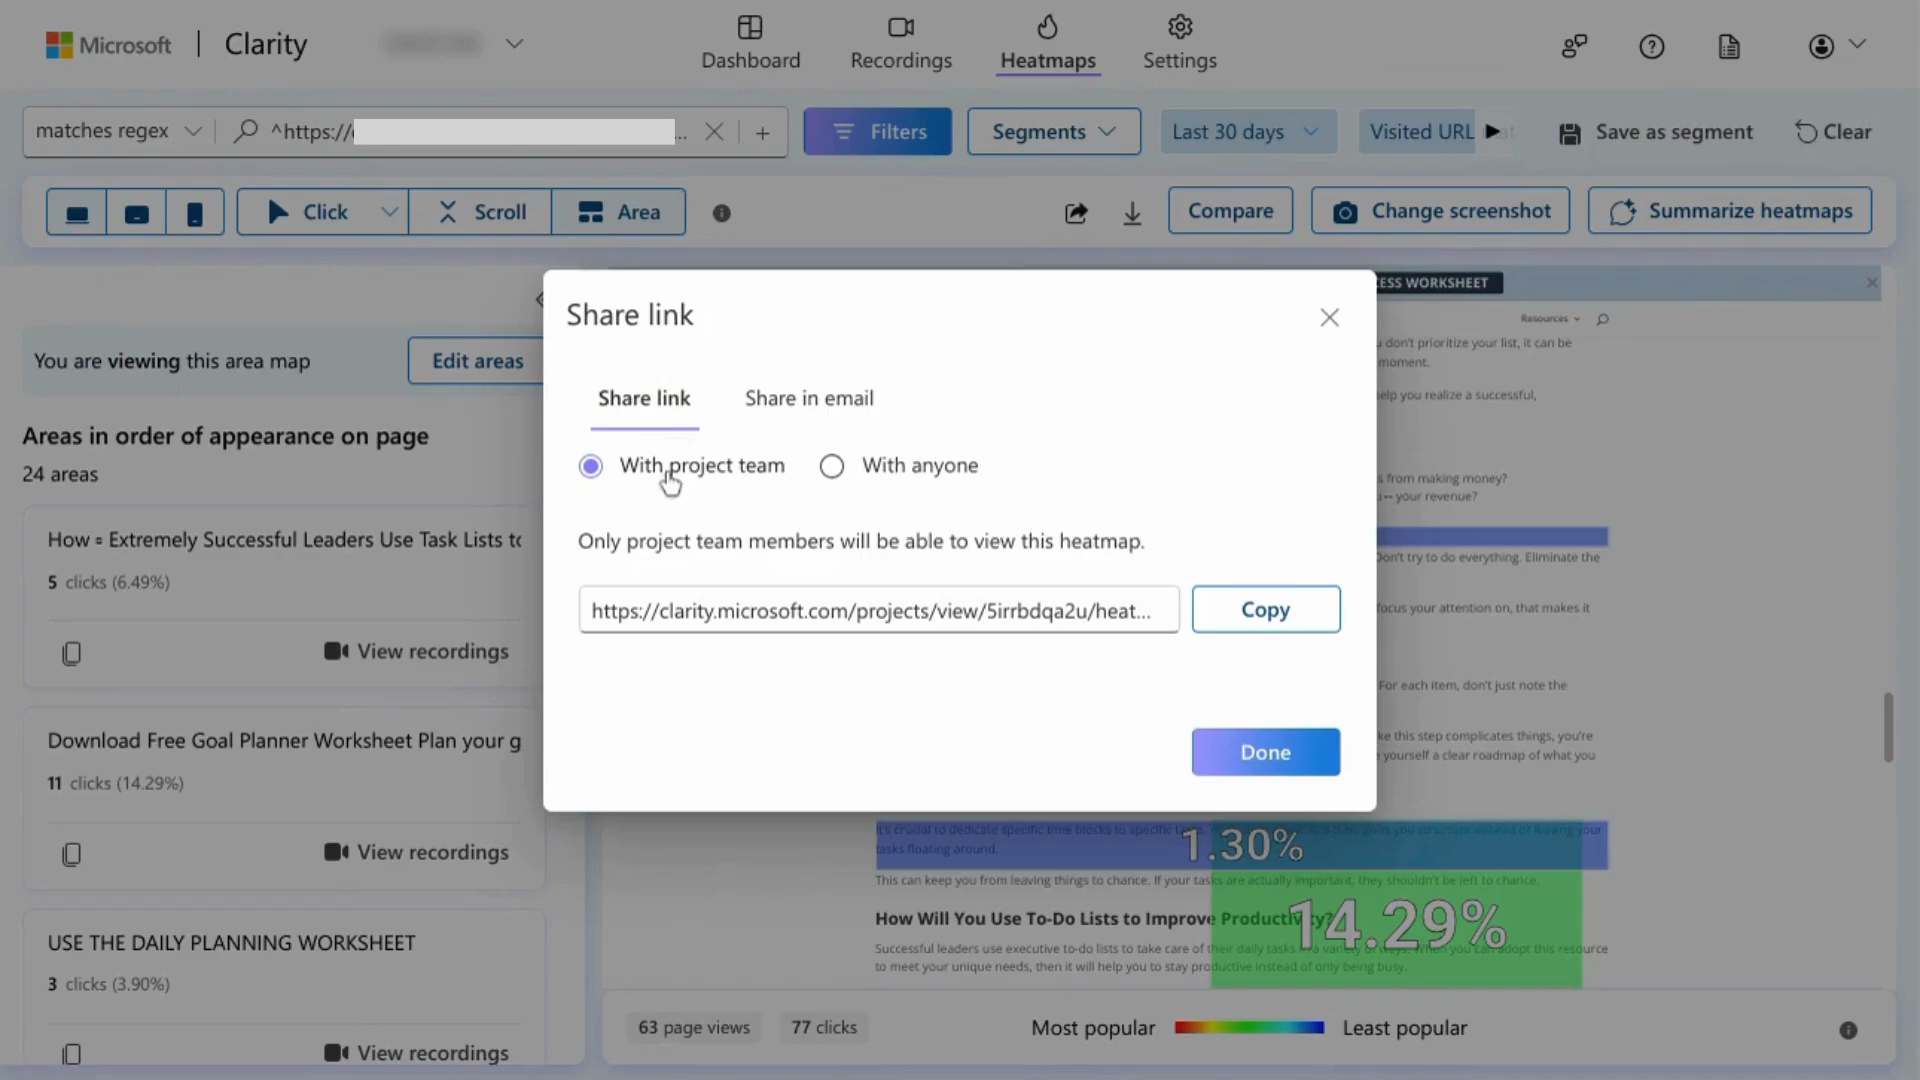 Microsoft | Clarity
Dashboard
Recordings
Heatmaps
Settings
matches regex
^https://
...
Filters
Segments
Last 30 days
Visited URL
Save as segment
Clear
Click
Scroll
Area
Compare
Change screenshot
Summarize heatmaps
You are viewing this area map
Edit areas
Areas in order of appearance on page
24 areas
How Extremely Successful Leaders Use Task Lists to
5 clicks (6.49%)
View recordings
Download Free Goal Planner Worksheet Plan your g
11 clicks (14.29%)
View recordings
USE THE DAILY PLANNING WORKSHEET
3 clicks (3.90%)
View recordings
Share link
Share link
Share in email
With project team
With anyone
Only project team members will be able to view this heatmap.
https://clarity.microsoft.com/projects/view/5irrbdqa2u/heat...
Copy
Done
ESS WORKSHEET
Resources
don't prioritize your list, it can be
moment.
elp you realize a successful,
from making money?
your revenue?
Don't try to do everything. Eliminate the
focus your attention on, that makes it
For each item, don't just note the
ke this step complicates things, you're
yourself a clear roadmap of what you
It's crucial to dedicate specific time blocks to specific
gives you structure instead of leaving your
tasks floating around.
1.30%
This can keep you from leaving things to chance. If your tasks are actually important, they shouldn't be left to chance.
How Will You Use To-Do Lists to Improve Productivity?
14.29%
Successful leaders use executive to-do lists to take care of their daily tasks in a variety of ways. When you can adopt this resource
to meet your unique needs, then it will help you to stay productive instead of only being busy.
63 page views
77 clicks
Most popular
Least popular